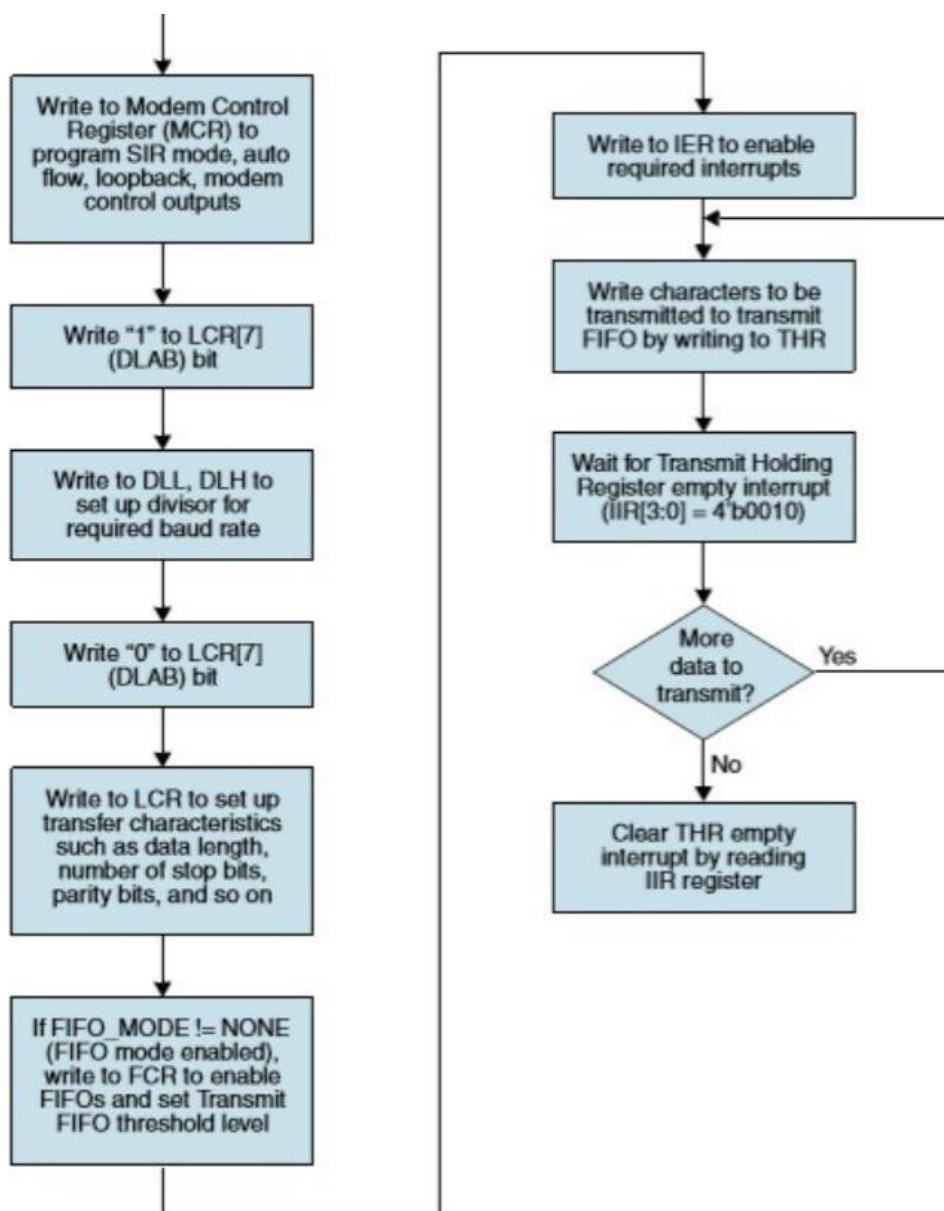 Write to Modem Control
Register (MCR) to
program SIR mode, auto
flow, loopback, modem
control outputs
Write "1" to LCR[7]
(DLAB) bit
Write to DLL, DLH to
set up divisor for
required baud rate
Write "0" to LCR[7]
(DLAB) bit
Write to LCR to set up
transfer characteristics
such as data length,
number of stop bits,
parity bits, and so on
If FIFO_MODE != NONE
(FIFO mode enabled),
write to FCR to enable
FIFOs and set Transmit
FIFO threshold level
Write to IER to enable
required interrupts
Write characters to be
transmitted to transmit
FIFO by writing to THR
Wait for Transmit Holding
Register empty interrupt
(IIR[3:0] = 4'b0010)
More
data to
transmit?
Yes
No
Clear THR empty
interrupt by reading
IIR register